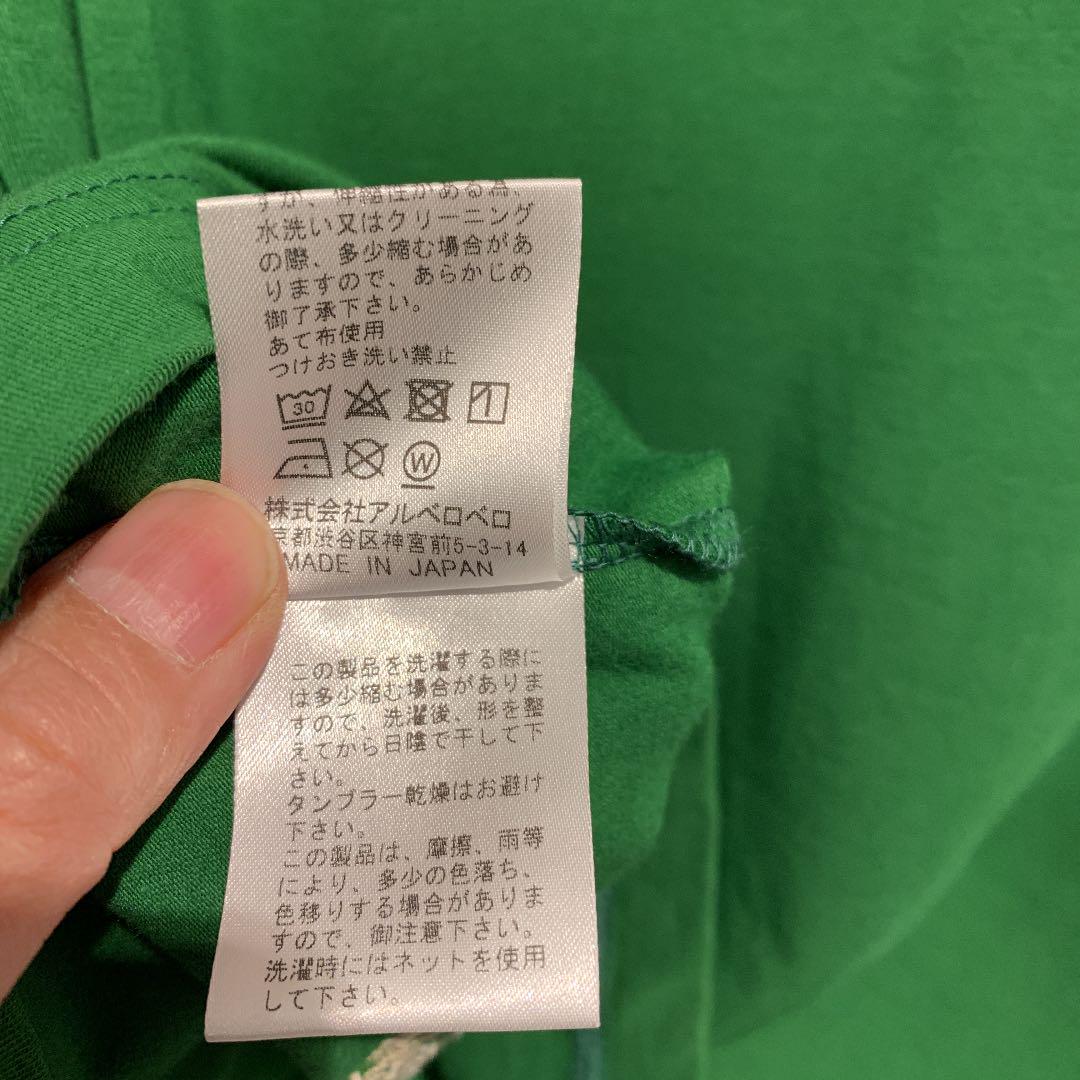 すが、伸縮性がある為、
水洗い又はクリーニング
の際、多少縮む場合があ
りますので、あらかじめ
御了承下さい。
あて布使用
つけおき洗い禁止
30
W
株式会社アルベロベロ
京都渋谷区神宮前5-3-14
MADE IN JAPAN
この製品を洗濯する際に
は多少縮む場合がありま
すので、洗濯後、形を整
えてから日陰で干して下
さい。
タンブラー乾燥はお避け
下さい。
この製品は、摩擦、雨等
により、多少の色落ち、
色移りする場合がありま
すので、御注意下さい。
洗濯時にはネットを使用
して下さい。